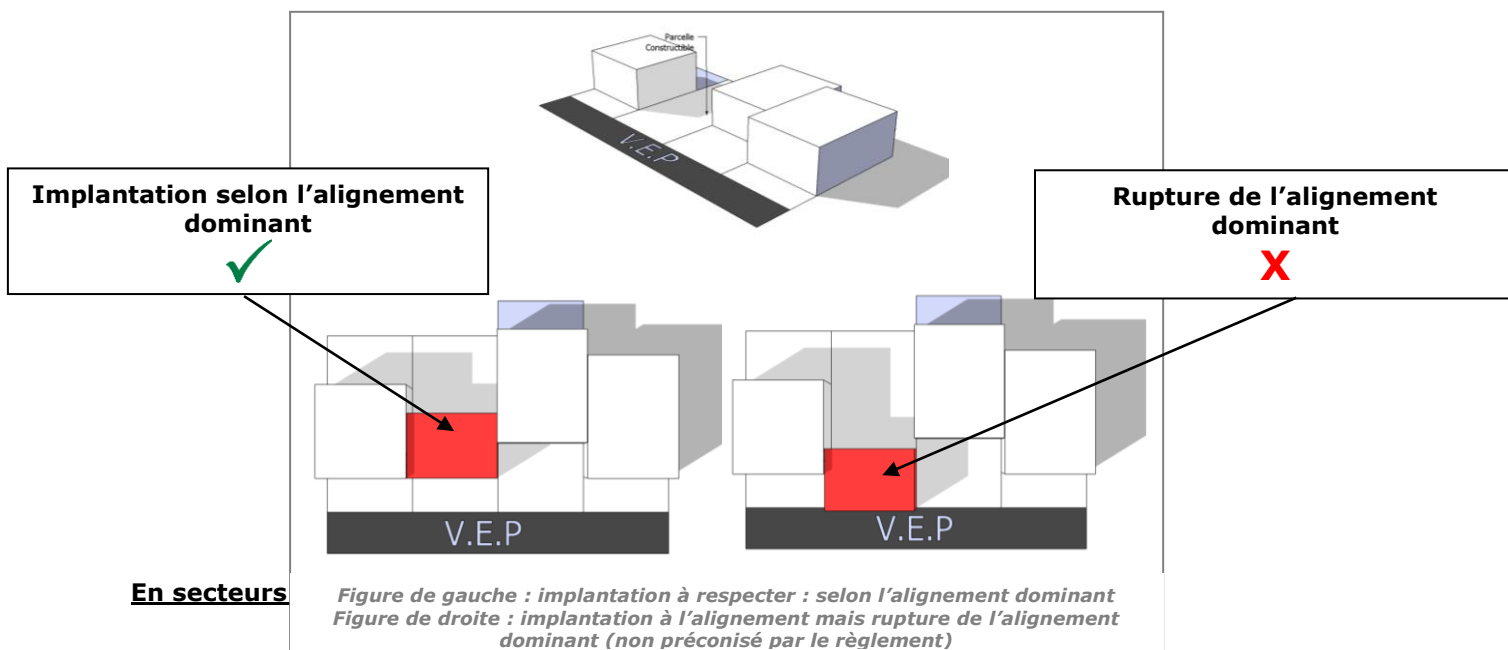 Parcelle
Constructible
V.E.P
Implantation selon l’alignement
dominant
✓
Rupture de l’alignement
dominant
X
V.E.P
V.E.P
En secteurs
Figure de gauche : implantation à respecter : selon l’alignement dominant
Figure de droite : implantation à l’alignement mais rupture de l’alignement
dominant (non préconisé par le règlement)